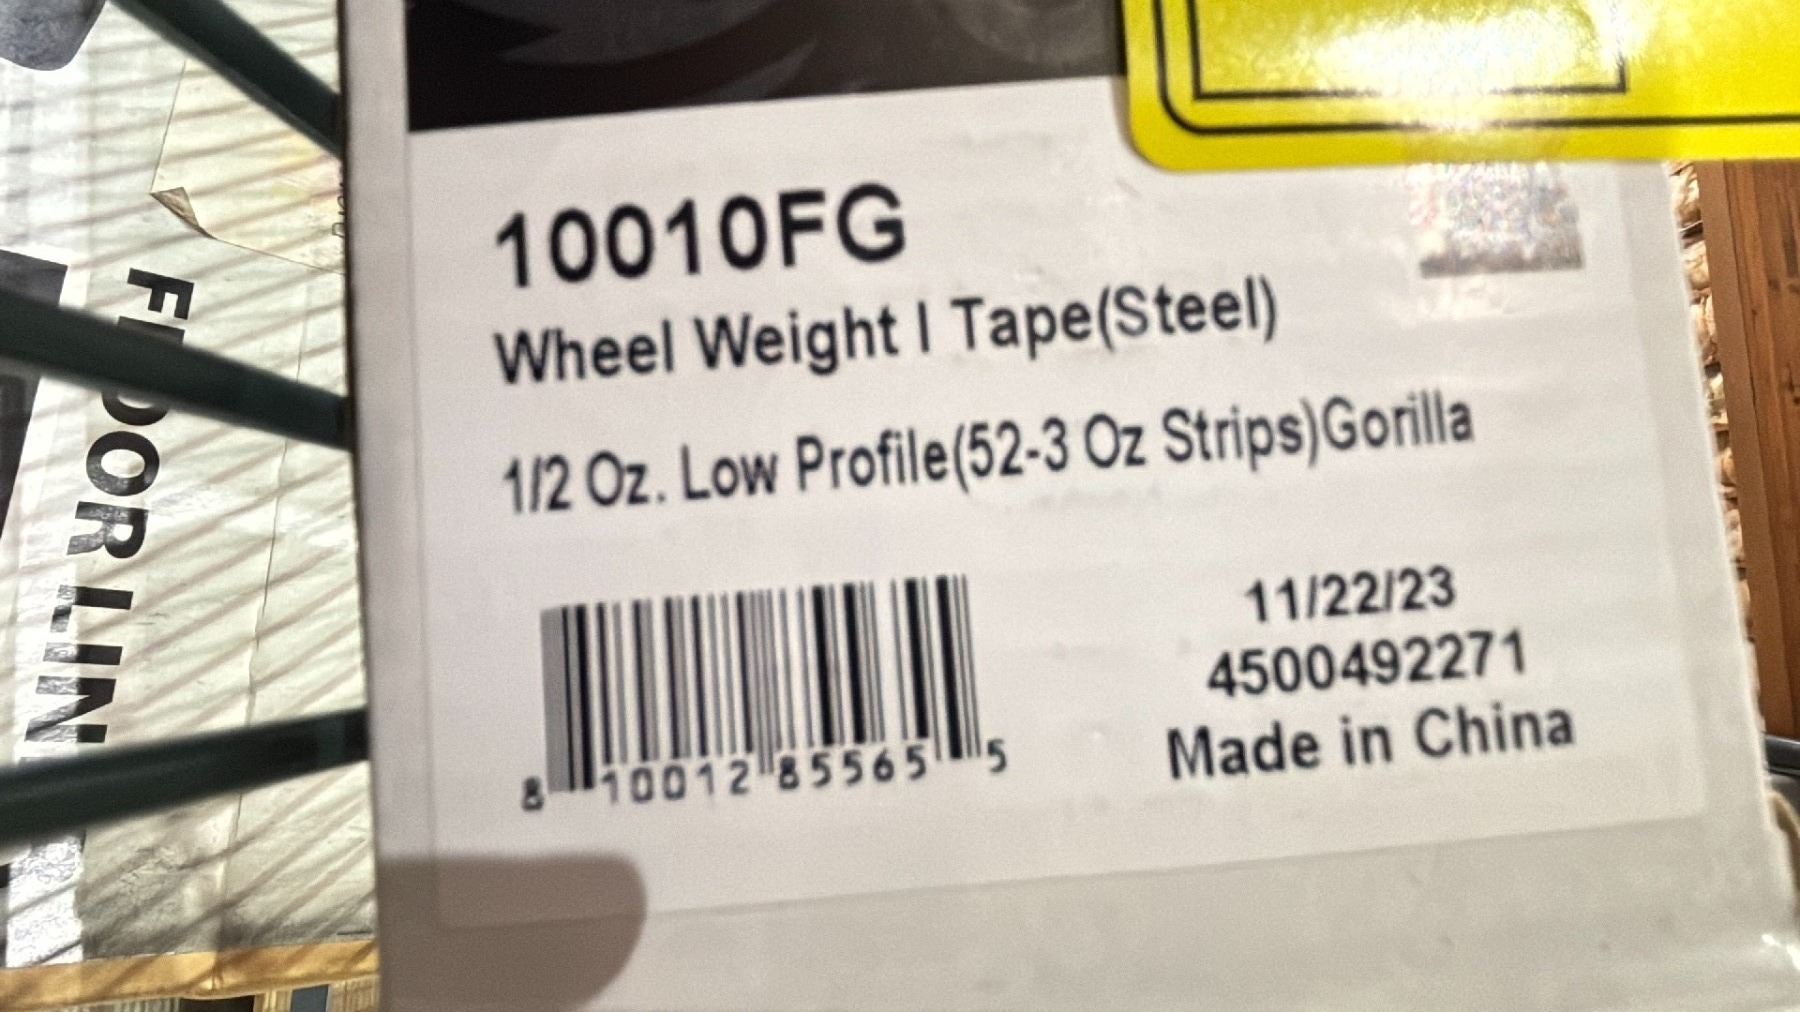 10010FG
Wheel Weight I Tape(Steel)
1/2 Oz. Low Profile(52-3 Oz Strips)Gorilla
11/22/23
4500492271
Made in China
8 10012 85565 5